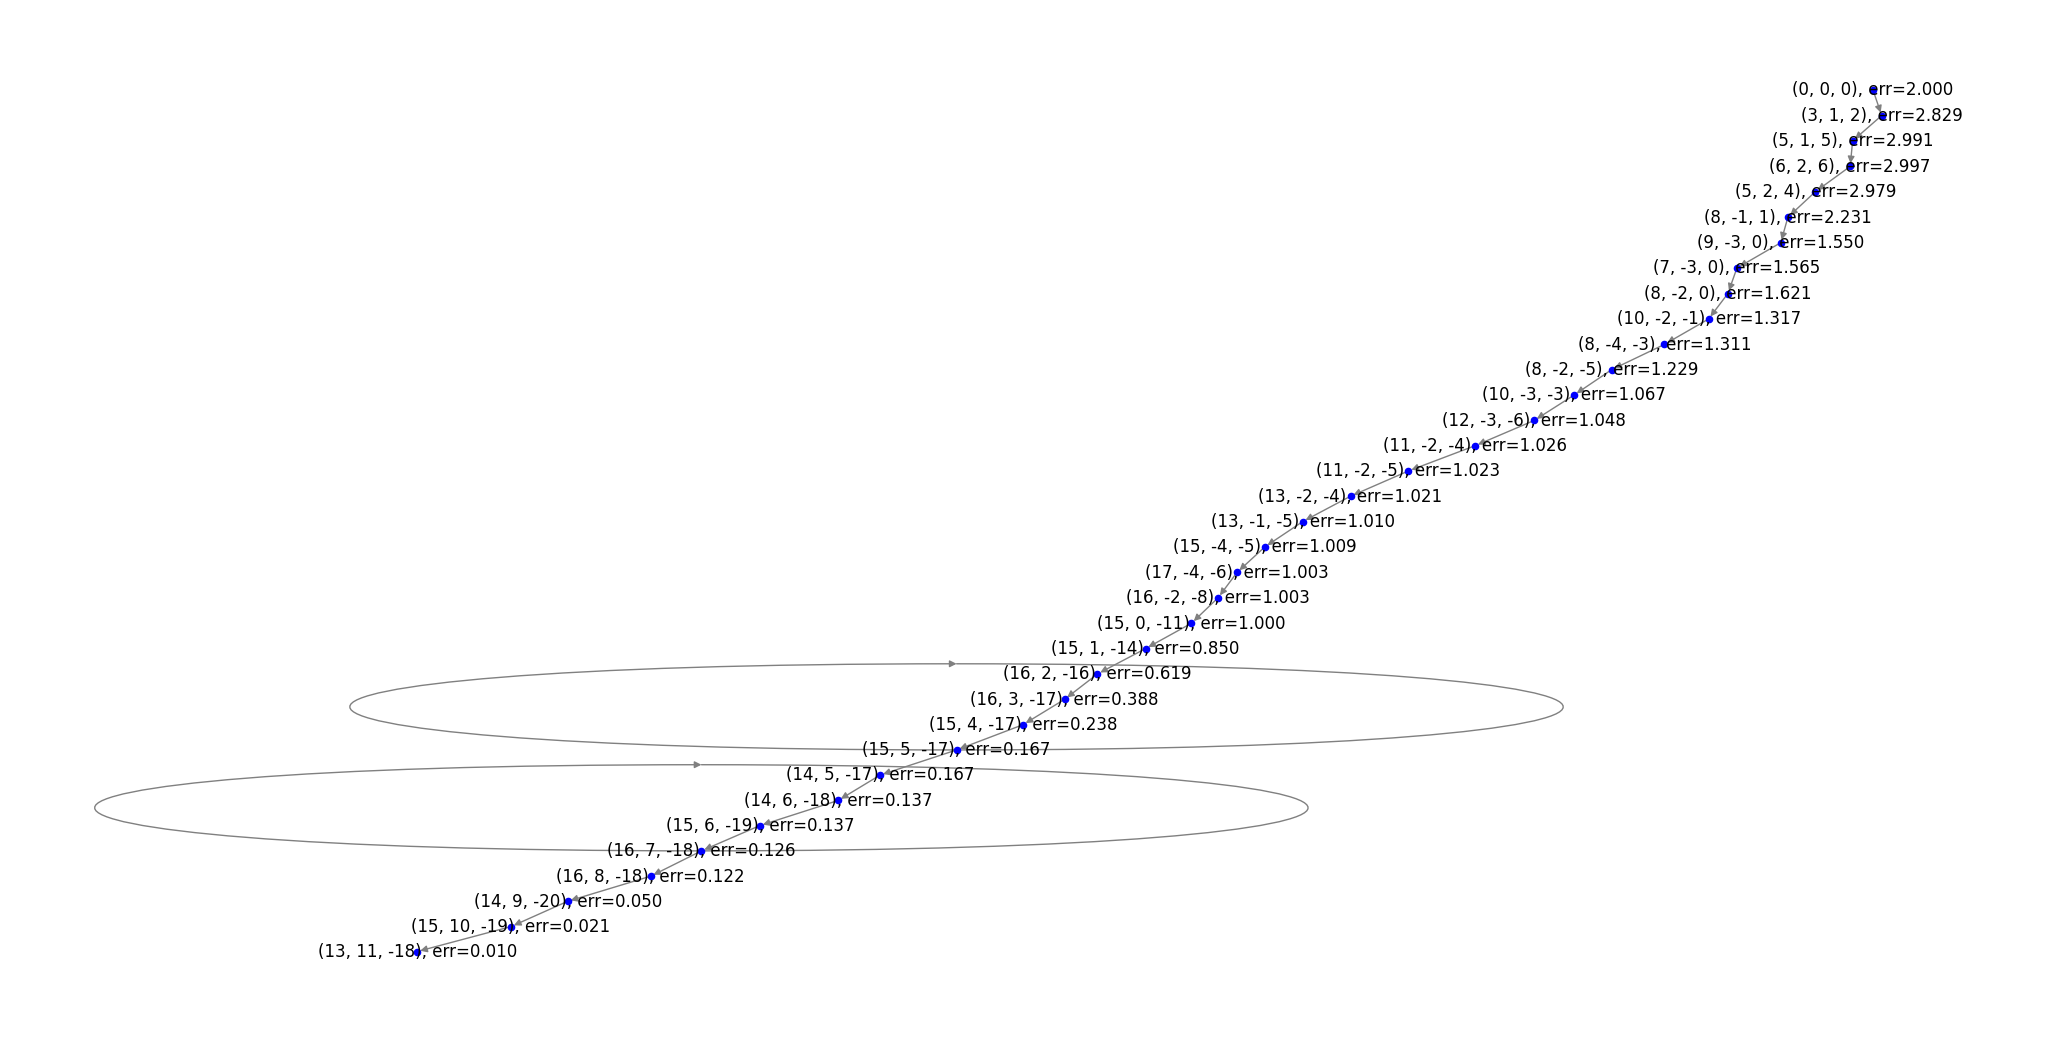 (0, 0, 0), err=2.000
(3, 1, 2), err=2.829
(5, 1, 5), err=2.991
(6, 2, 6), err=2.997
(5, 2, 4), err=2.979
(8, -1, 1), err=2.231
(9, -3, 0), err=1.550
(7, -3, 0), err=1.565
(8, -2, 0), err=1.621
(10, -2, -1), err=1.317
(8, -4, -3), err=1.311
(8, -2, -5), err=1.229
(10, -3, -3), err=1.067
(12, -3, -6), err=1.048
(11, -2, -4), err=1.026
(11, -2, -5), err=1.023
(13, -2, -4), err=1.021
(13, -1, -5), err=1.010
(15, -4, -5), err=1.009
(17, -4, -6), err=1.003
(16, -2, -8), err=1.003
(15, 0, -11), err=1.000
(15, 1, -14), err=0.850
(16, 2, -16), err=0.619
(16, 3, -17), err=0.388
(15, 4, -17), err=0.238
(15, 5, -17), err=0.167
(14, 5, -17), err=0.167
(14, 6, -18), err=0.137
(15, 6, -19), err=0.137
(16, 7, -18), err=0.126
(16, 8, -18), err=0.122
(14, 9, -20), err=0.050
(15, 10, -19), err=0.021
(13, 11, -18), err=0.010